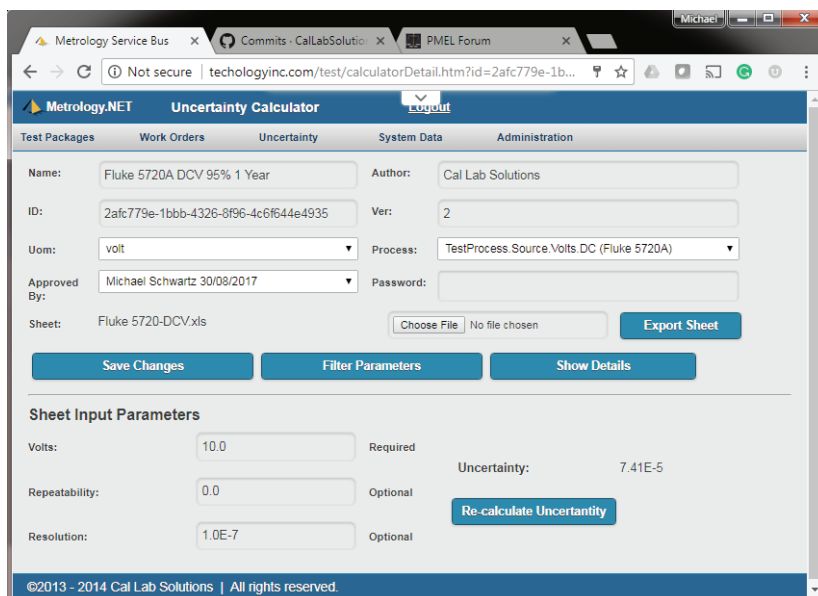 Michael
Metrology Service Bus
Commits · CalLabSolutio
PMEL Forum
Not secure | techologyinc.com/test/calculatorDetail.htm?id=2afc779e-1b...
Metrology.NET Uncertainty Calculator Logout
Test Packages Work Orders Uncertainty System Data Administration
Name: Fluke 5720A DCV 95% 1 Year Author: Cal Lab Solutions
ID: 2afc779e-1bbb-4326-8f96-4c6f644e4935 Ver: 2
Uom: volt Process: TestProcess.Source.Volts.DC (Fluke 5720A)
Approved By: Michael Schwartz 30/08/2017 Password:
Sheet: Fluke 5720-DCV.xls Choose File No file chosen Export Sheet
Save Changes Filter Parameters Show Details
Sheet Input Parameters
Volts: 10.0 Required
Uncertainty: 7.41E-5
Repeatability: 0.0 Optional
Re-calculate Uncertantity
Resolution: 1.0E-7 Optional
©2013 - 2014 Cal Lab Solutions | All rights reserved.